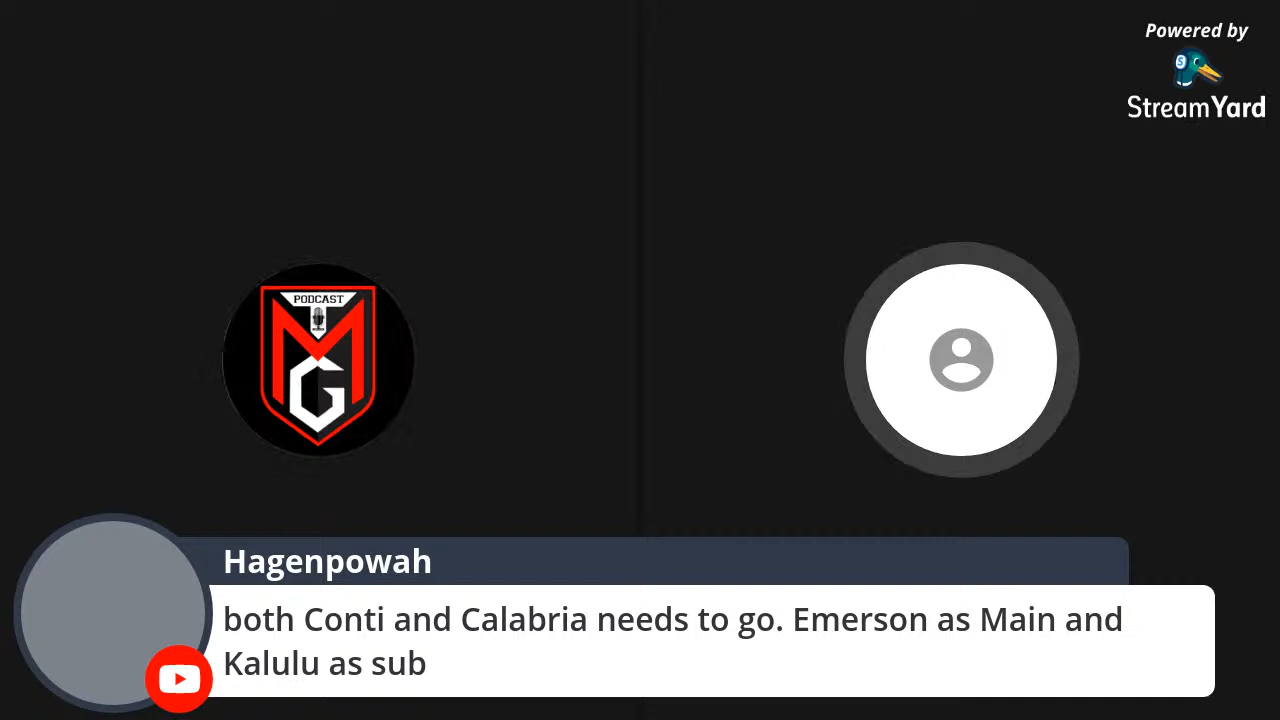 Powered by
StreamYard
PODCAST
MG
Hagenpowah
both Conti and Calabria needs to go. Emerson as Main and
Kalulu as sub